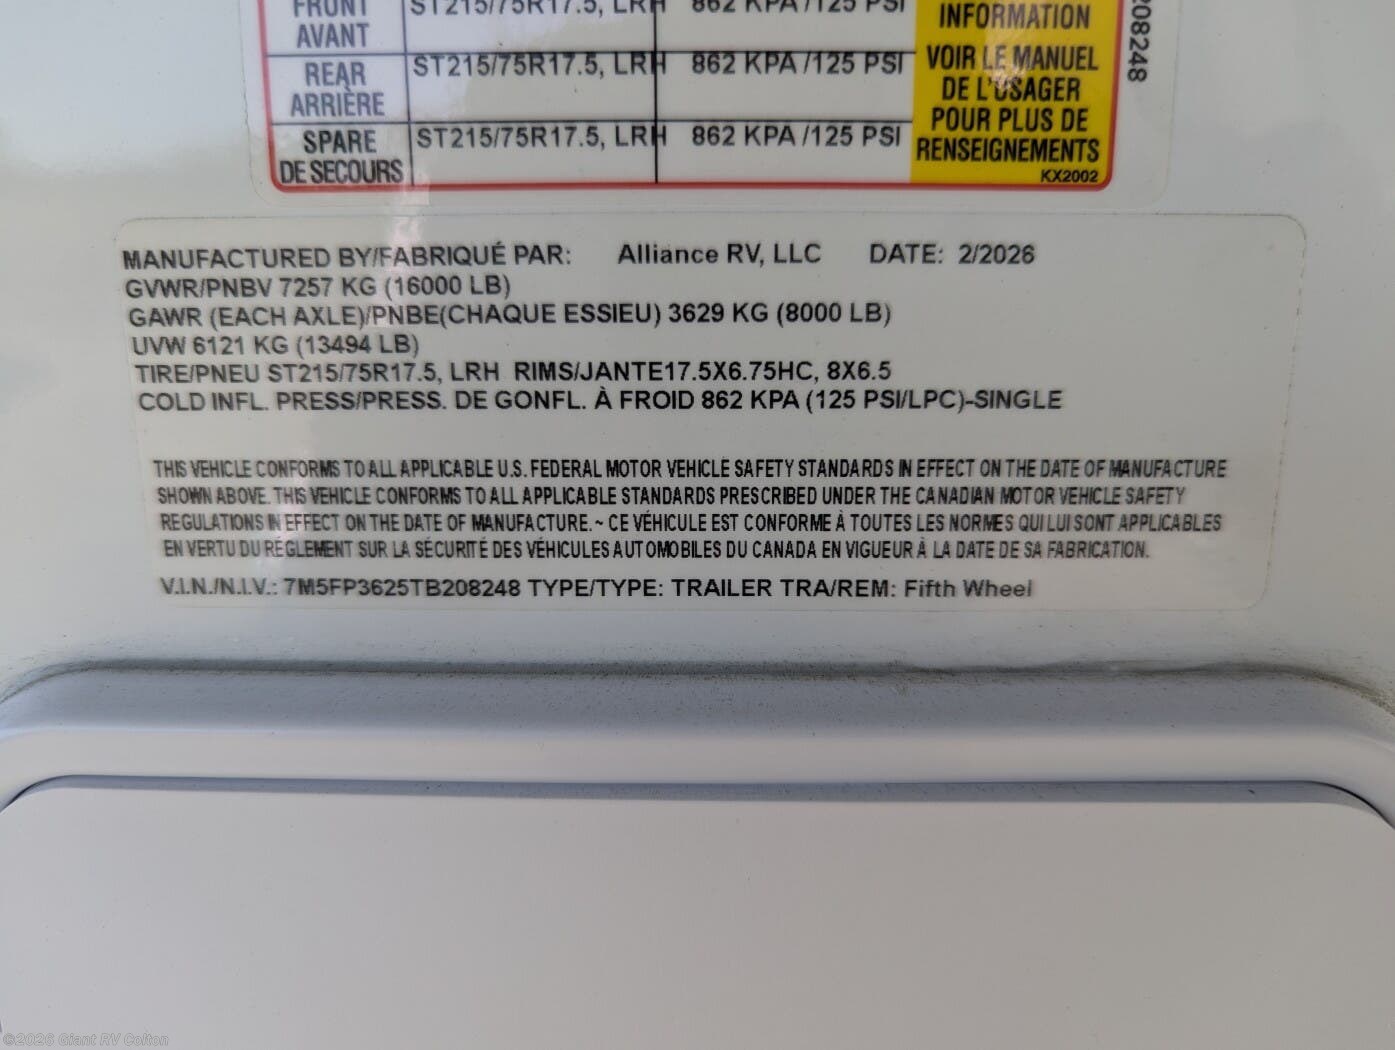 FRONT ST215/75R17.5, LRH 862 KPA /125 PSI INFORMATION
AVANT
REAR ST215/75R17.5, LRH 862 KPA /125 PSI
ARRIÈRE
SPARE ST215/75R17.5, LRH 862 KPA /125 PSI
DE SECOURS
VOIR LE MANUEL
DE L'USAGER
POUR PLUS DE
RENSEIGNEMENTS
KX2002
208248
MANUFACTURED BY/FABRIQUÉ PAR: Alliance RV, LLC DATE: 2/2026
GVWR/PNBV 7257 KG (16000 LB)
GAWR (EACH AXLE)/PNBE(CHAQUE ESSIEU) 3629 KG (8000 LB)
UVW 6121 KG (13494 LB)
TIRE/PNEU ST215/75R17.5, LRH RIMS/JANTE17.5X6.75HC, 8X6.5
COLD INFL. PRESS/PRESS. DE GONFL. À FROID 862 KPA (125 PSI/LPC)-SINGLE
THIS VEHICLE CONFORMS TO ALL APPLICABLE U.S. FEDERAL MOTOR VEHICLE SAFETY STANDARDS IN EFFECT ON THE DATE OF MANUFACTURE
SHOWN ABOVE. THIS VEHICLE CONFORMS TO ALL APPLICABLE STANDARDS PRESCRIBED UNDER THE CANADIAN MOTOR VEHICLE SAFETY
REGULATIONS IN EFFECT ON THE DATE OF MANUFACTURE. ~ CE VÉHICULE EST CONFORME À TOUTES LES NORMES QUI LUI SONT APPLICABLES
EN VERTU DU RÈGLEMENT SUR LA SÉCURITÉ DES VÉHICULES AUTOMOBILES DU CANADA EN VIGUEUR À LA DATE DE SA FABRICATION.
V.I.N./N.I.V.: 7M5FP3625TB208248 TYPE/TYPE: TRAILER TRA/REM: Fifth Wheel
©2026 Giant RV Colton